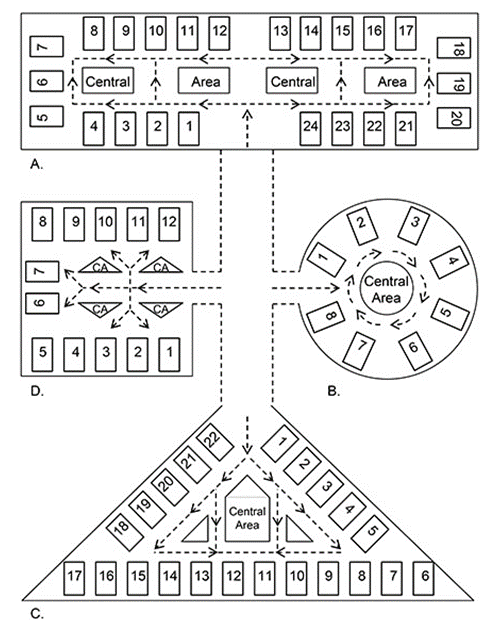 8 9 10 11 12 13 14 15 16 17
7 18
6 Central Area Central Area 19
5 20
4 3 2 1 24 23 22 21
A.
8 9 10 11 12
7 CA CA
6 CA CA
5 4 3 2 1
D.
2 3
1 4
Central
Area
8 5
7 6
B.
22 1
21 2
20 3
19 4
18 5
Central
Area
17 16 15 14 13 12 11 10 9 8 7 6
C.